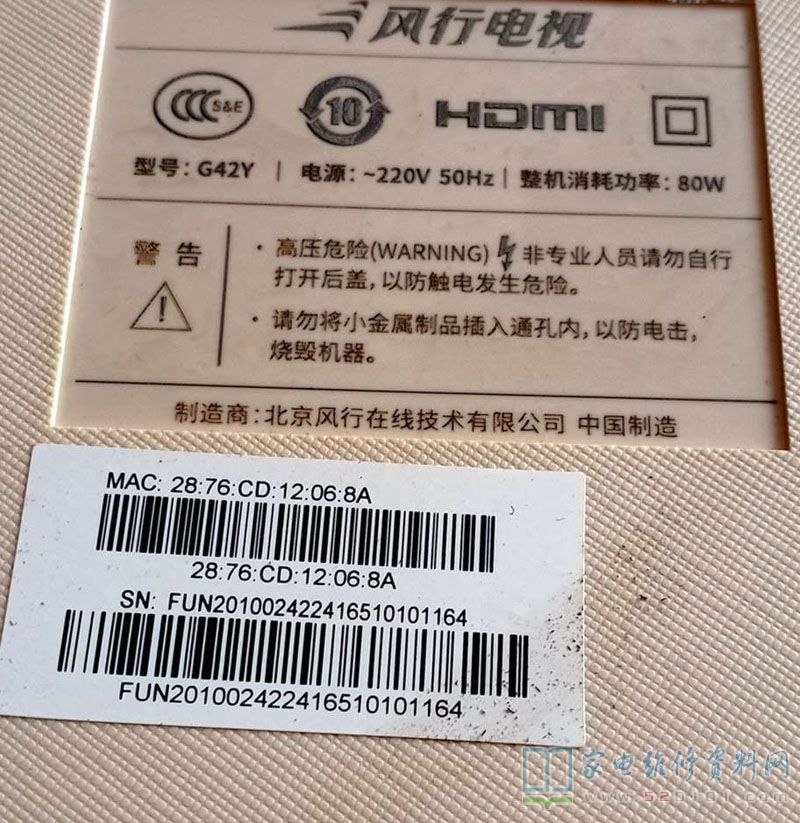 风行电视
CCC S&E 10 HDMI
型号: G42Y | 电源: ~220V 50Hz | 整机消耗功率: 80W
警告
· 高压危险(WARNING) 非专业人员请勿自行
打开后盖, 以防触电发生危险。
· 请勿将小金属制品插入通孔内, 以防电击,
烧毁机器。
制造商: 北京风行在线技术有限公司 中国制造
MAC: 28:76:CD:12:06:8A
28:76:CD:12:06:8A
SN: FUN201002422416510101164
FUN201002422416510101164
家电维修资料网
www.520101.com